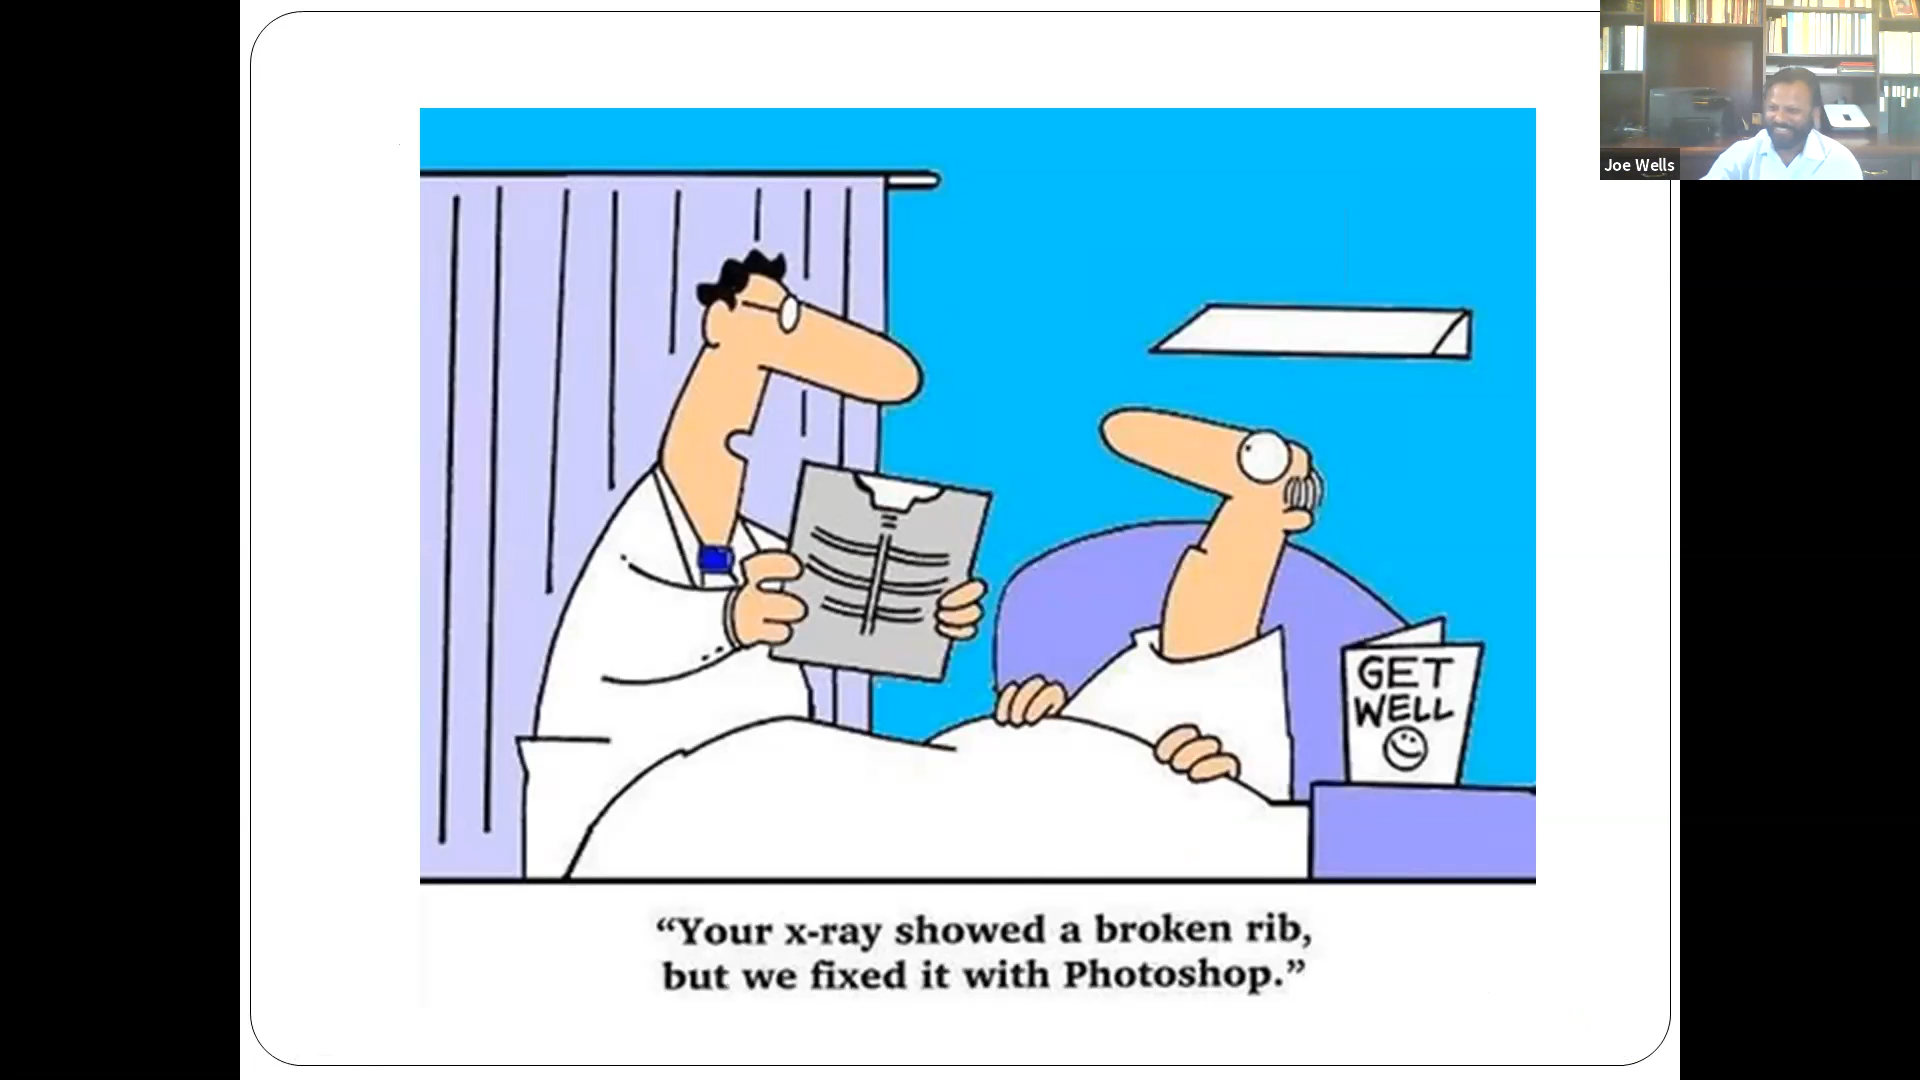 Joe Wells
GET
WELL
“Your x-ray showed a broken rib,
but we fixed it with Photoshop.”